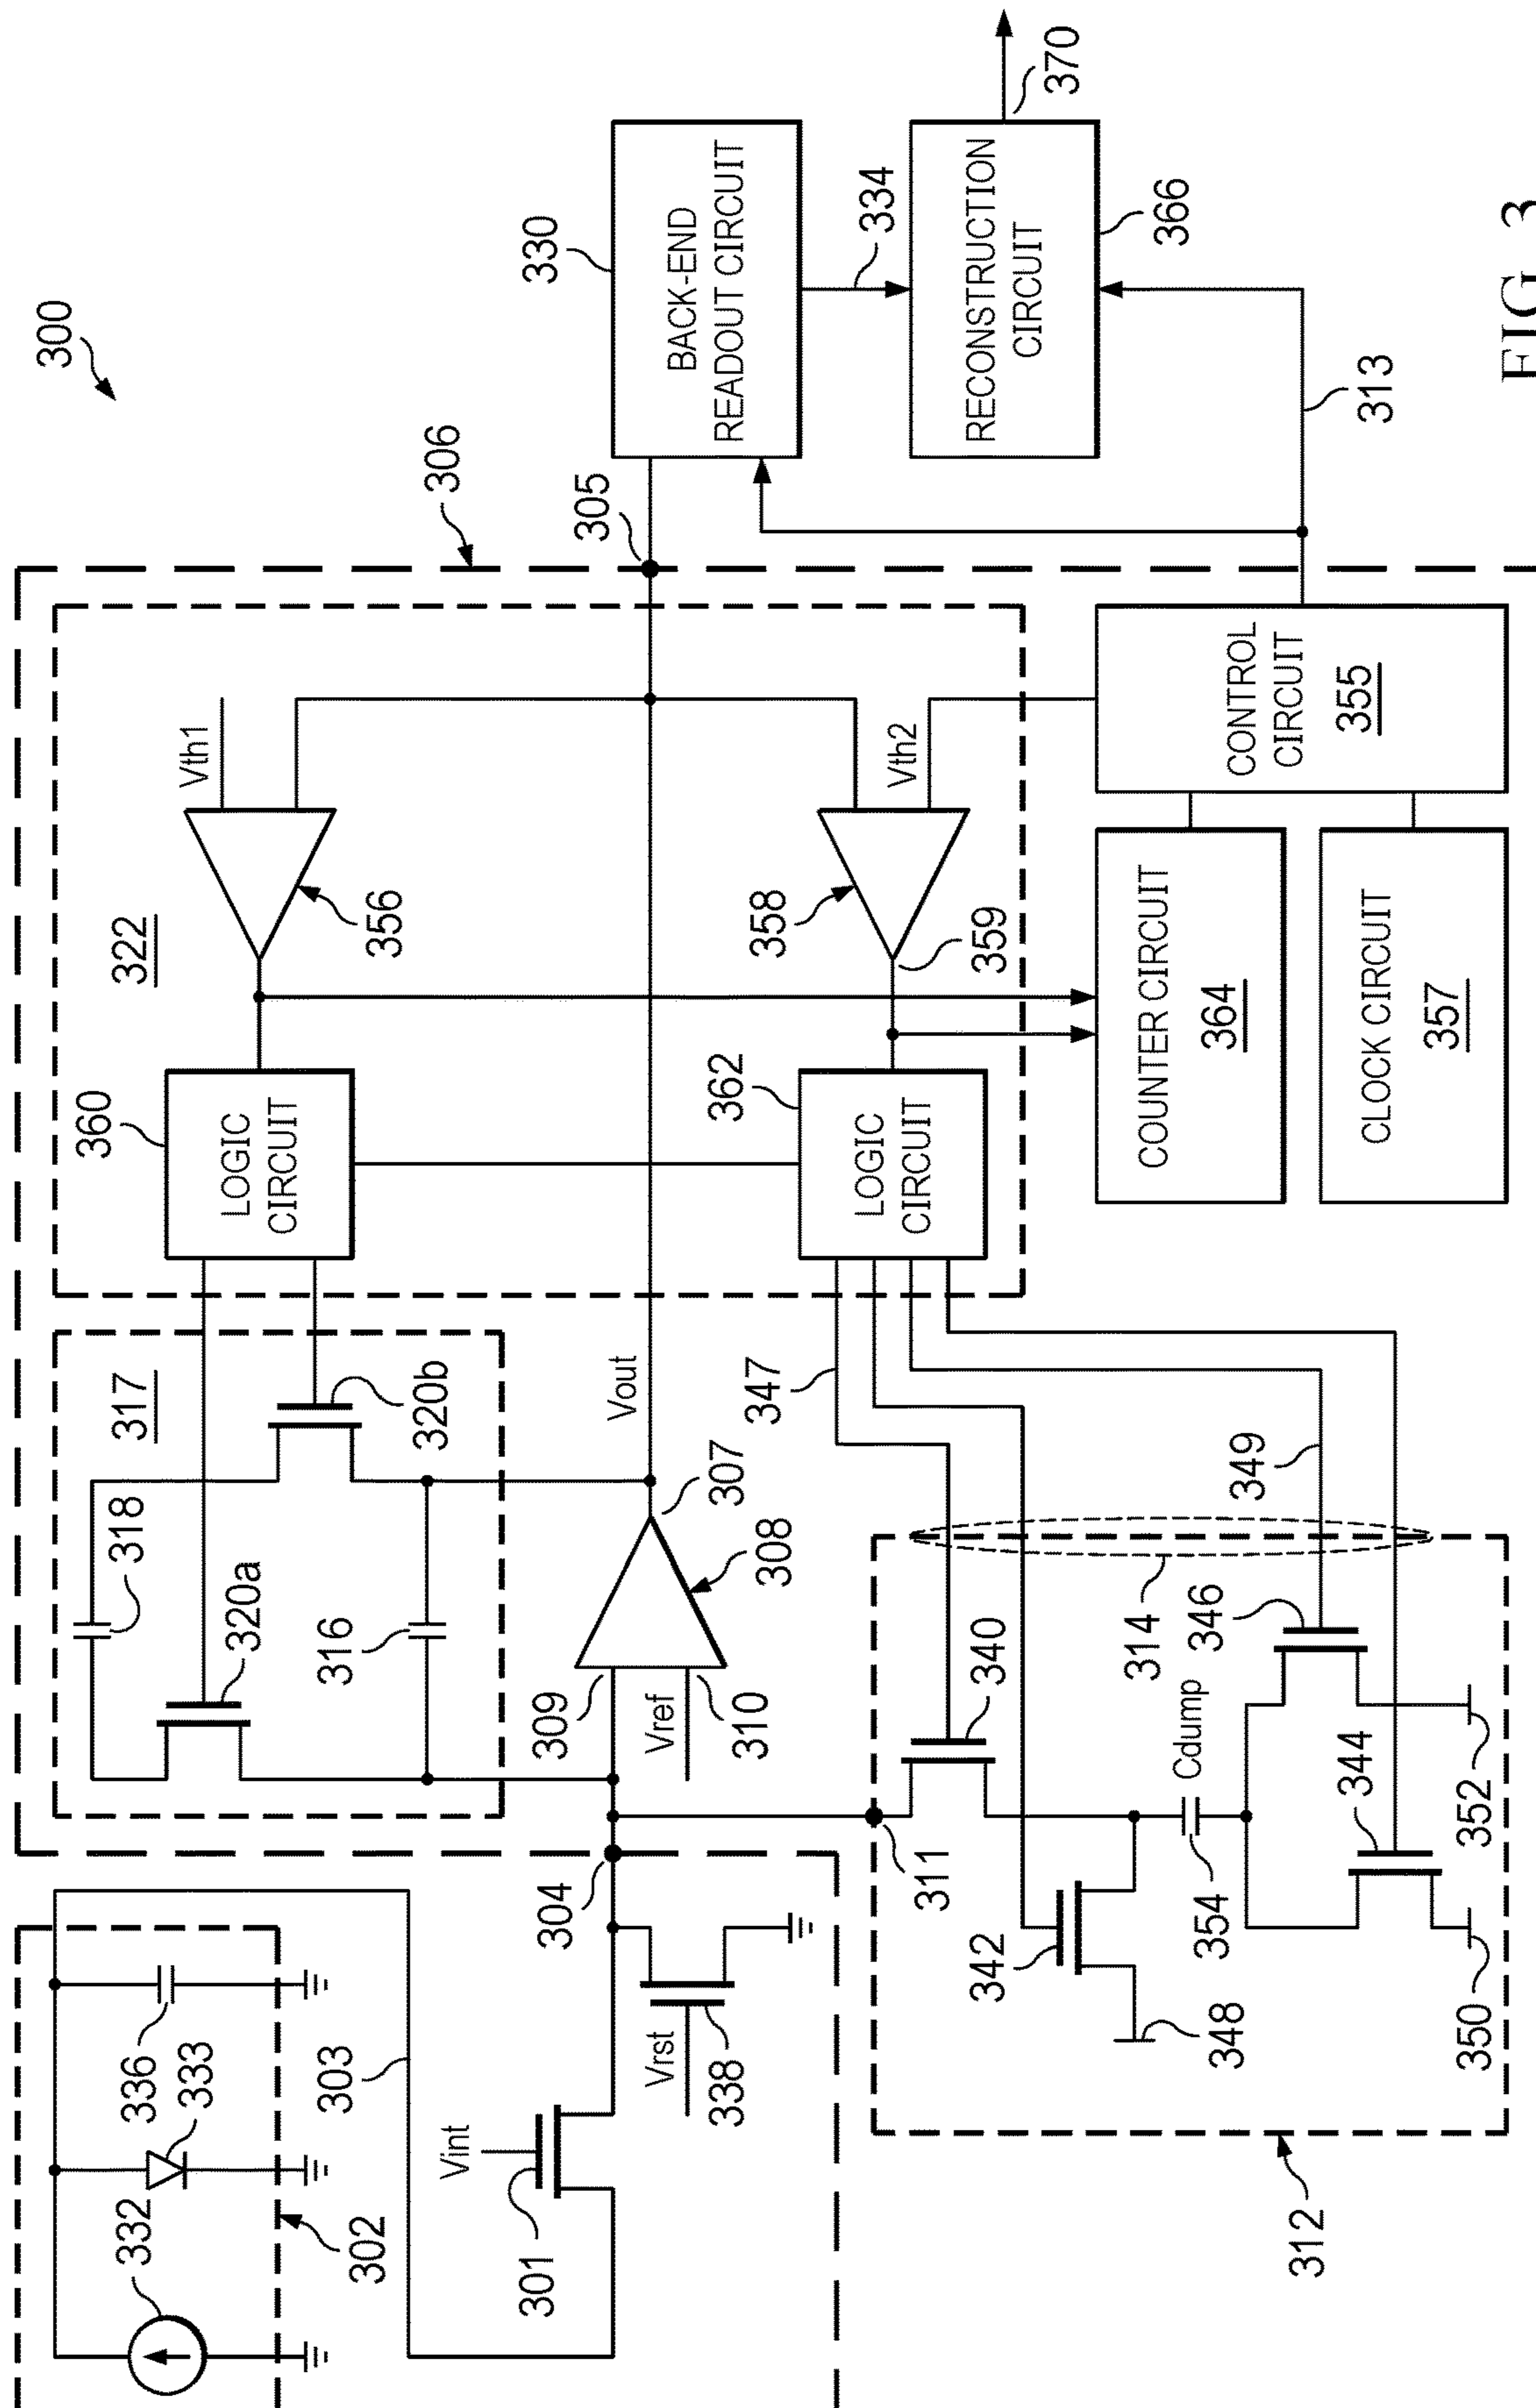 300
306
322
317
318
320a
320b
316
360
LOGIC
CIRCUIT
356
Vth1
302
332
333
336
303
Vint
301
Vrst
338
304
309
Vref
310
308
307
Vout
305
330
BACK-END
READOUT CIRCUIT
334
RECONSTRUCTION
CIRCUIT
366
370
313
362
LOGIC
CIRCUIT
358
359
Vth2
347
349
311
340
342
348
354
Cdump
314
346
344
350
352
312
COUNTER CIRCUIT
364
CLOCK CIRCUIT
357
CONTROL
CIRCUIT
355
FIG. 3